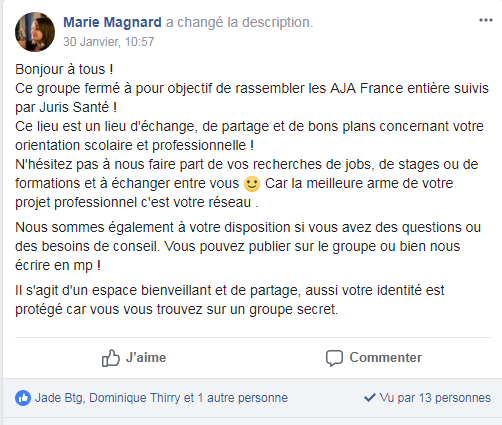 Marie Magnard a changé la description.
30 Janvier, 10:57
Bonjour à tous !
Ce groupe fermé à pour objectif de rassembler les AJA France entière suivis
par Juris Santé !
Ce lieu est un lieu d'échange, de partage et de bons plans concernant votre
orientation scolaire et professionnelle !
N'hésitez pas à nous faire part de vos recherches de jobs, de stages ou de
formations et à échanger entre vous 🙂 Car la meilleure arme de votre
projet professionnel c'est votre réseau .
Nous sommes également à votre disposition si vous avez des questions ou
des besoins de conseil. Vous pouvez publier sur le groupe ou bien nous
écrire en mp !
Il s'agit d'un espace bienveillant et de partage, aussi votre identité est
protégé car vous vous trouvez sur un groupe secret.
J'aime
Commenter
Jade Btg, Dominique Thirry et 1 autre personne
Vu par 13 personnes